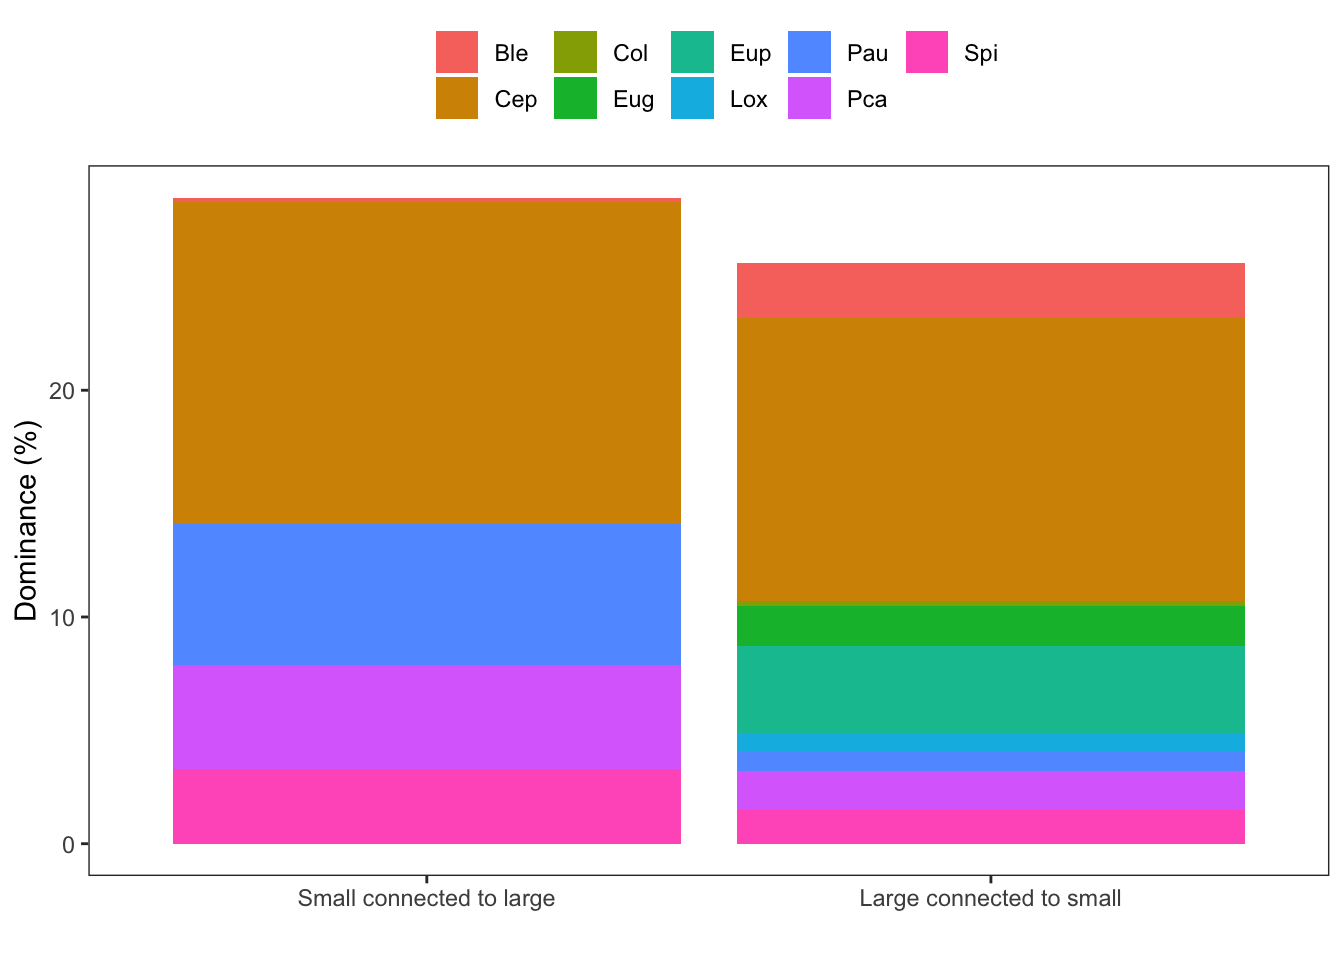 Ble Col Eup Pau Spi
Cep Eug Lox Pca
Dominance (%)
20
10
0
Small connected to large Large connected to small